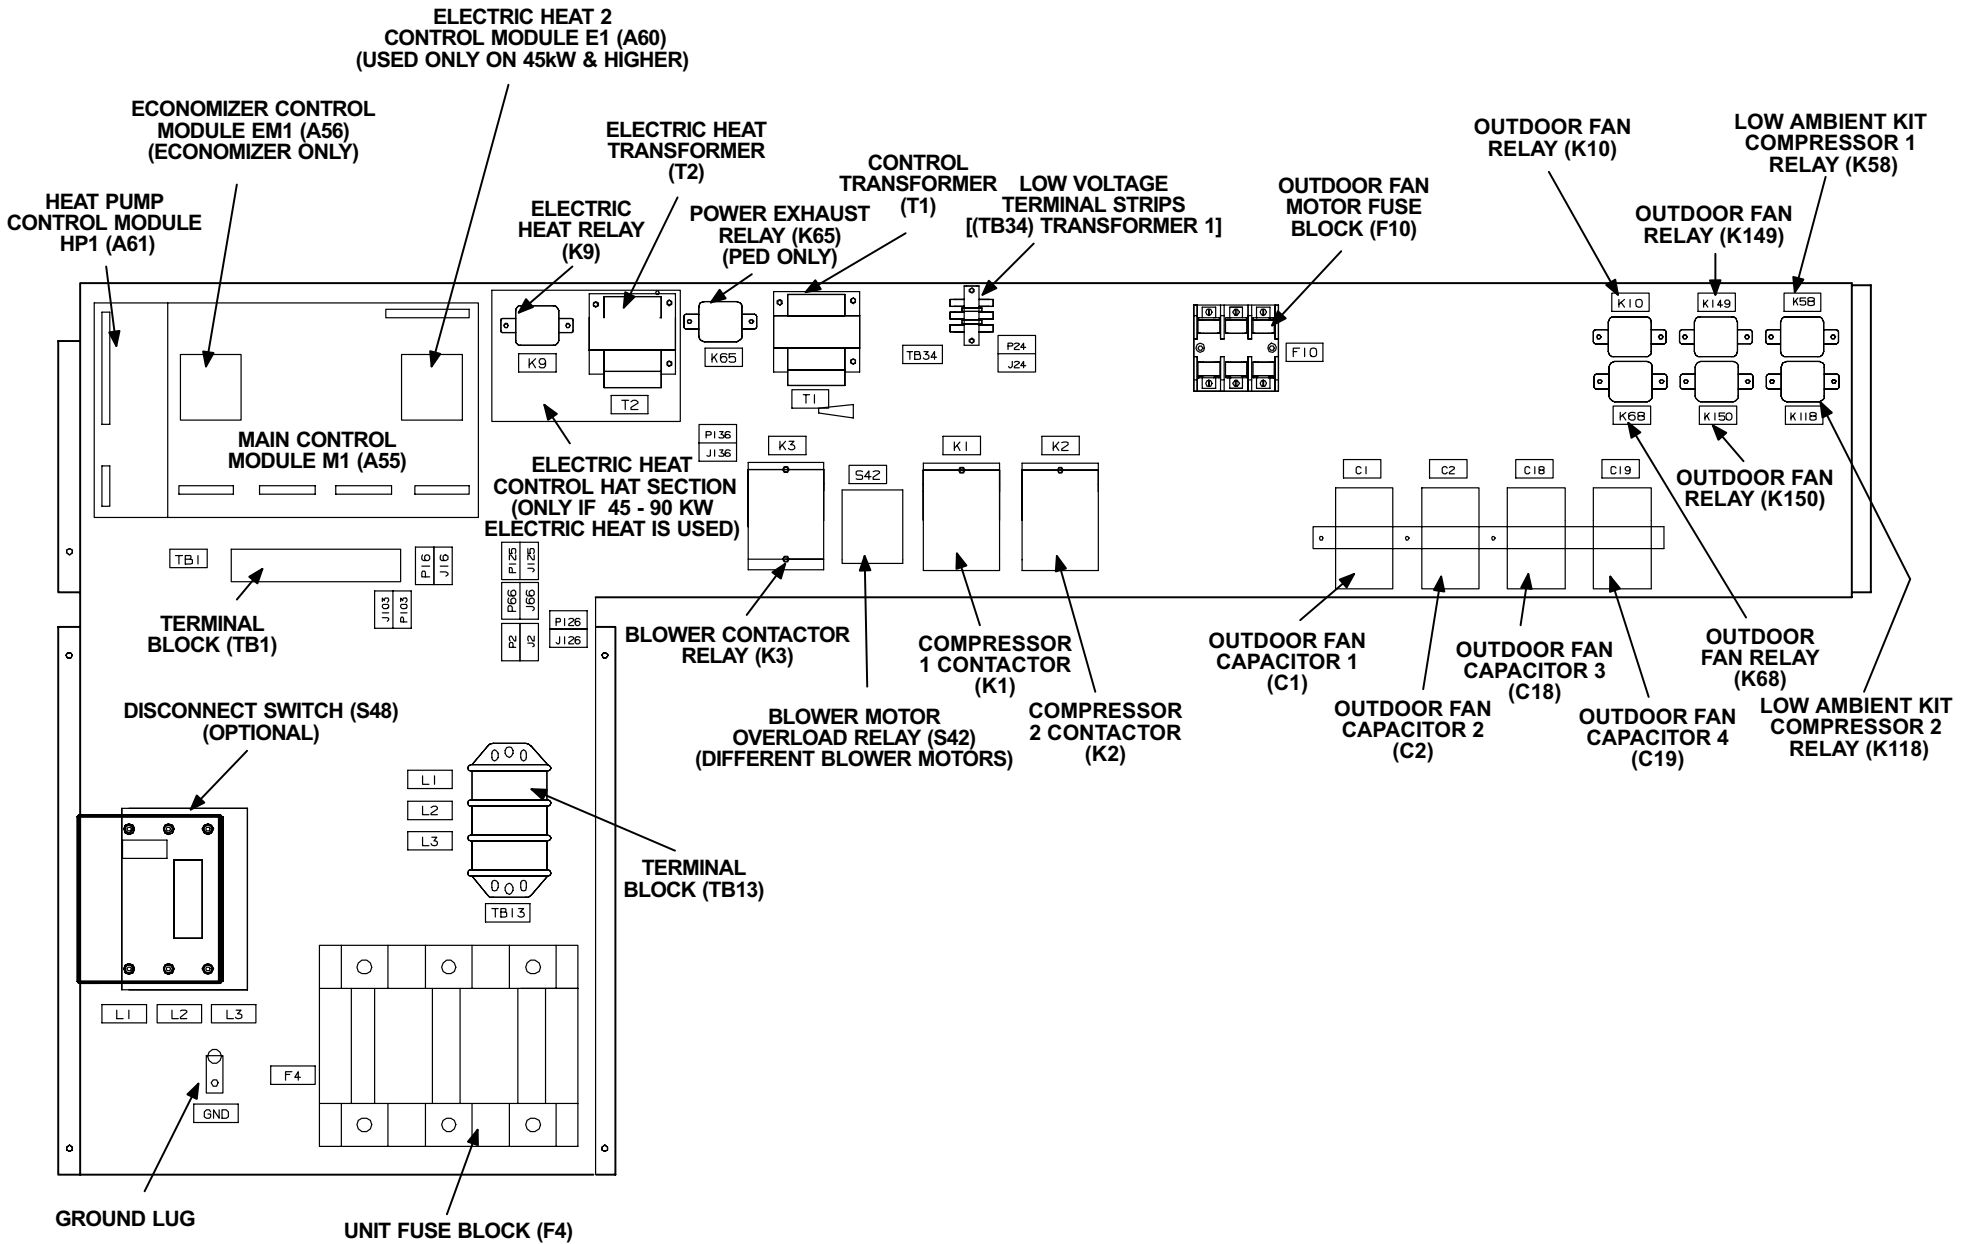 ELECTRIC HEAT 2
CONTROL MODULE E1 (A60)
(USED ONLY ON 45kW & HIGHER)
ECONOMIZER CONTROL
MODULE EM1 (A56)
(ECONOMIZER ONLY)
HEAT PUMP
CONTROL MODULE
HP1 (A61)
ELECTRIC HEAT
TRANSFORMER
(T2)
ELECTRIC
HEAT RELAY
(K9)
POWER EXHAUST
RELAY (K65)
(PED ONLY)
CONTROL
TRANSFORMER
(T1)
LOW VOLTAGE
TERMINAL STRIPS
[(TB34) TRANSFORMER 1]
OUTDOOR FAN
MOTOR FUSE
BLOCK (F10)
OUTDOOR FAN
RELAY (K10)
OUTDOOR FAN
RELAY (K149)
LOW AMBIENT KIT
COMPRESSOR 1
RELAY (K58)
K10
K149
K58
K9
T2
K65
T1
TB34
P24
J24
F10
K68
K150
K118
MAIN CONTROL
MODULE M1 (A55)
ELECTRIC HEAT
CONTROL HAT SECTION
(ONLY IF 45 - 90 KW
ELECTRIC HEAT IS USED)
P136
J136
K3
S42
K1
K2
C1
C2
C18
C19
OUTDOOR FAN
RELAY (K150)
TB1
P16
J16
J103
P103
P125
J125
P66
J66
P2
J2
P126
J126
TERMINAL
BLOCK (TB1)
BLOWER CONTACTOR
RELAY (K3)
COMPRESSOR
1 CONTACTOR
(K1)
BLOWER MOTOR
OVERLOAD RELAY (S42)
(DIFFERENT BLOWER MOTORS)
COMPRESSOR
2 CONTACTOR
(K2)
OUTDOOR FAN
CAPACITOR 1
(C1)
OUTDOOR FAN
CAPACITOR 2
(C2)
OUTDOOR FAN
CAPACITOR 3
(C18)
OUTDOOR FAN
CAPACITOR 4
(C19)
OUTDOOR
FAN RELAY
(K68)
LOW AMBIENT KIT
COMPRESSOR 2
RELAY (K118)
DISCONNECT SWITCH (S48)
(OPTIONAL)
L1
L2
L3
TERMINAL
BLOCK (TB13)
TB13
L1
L2
L3
F4
GND
GROUND LUG
UNIT FUSE BLOCK (F4)